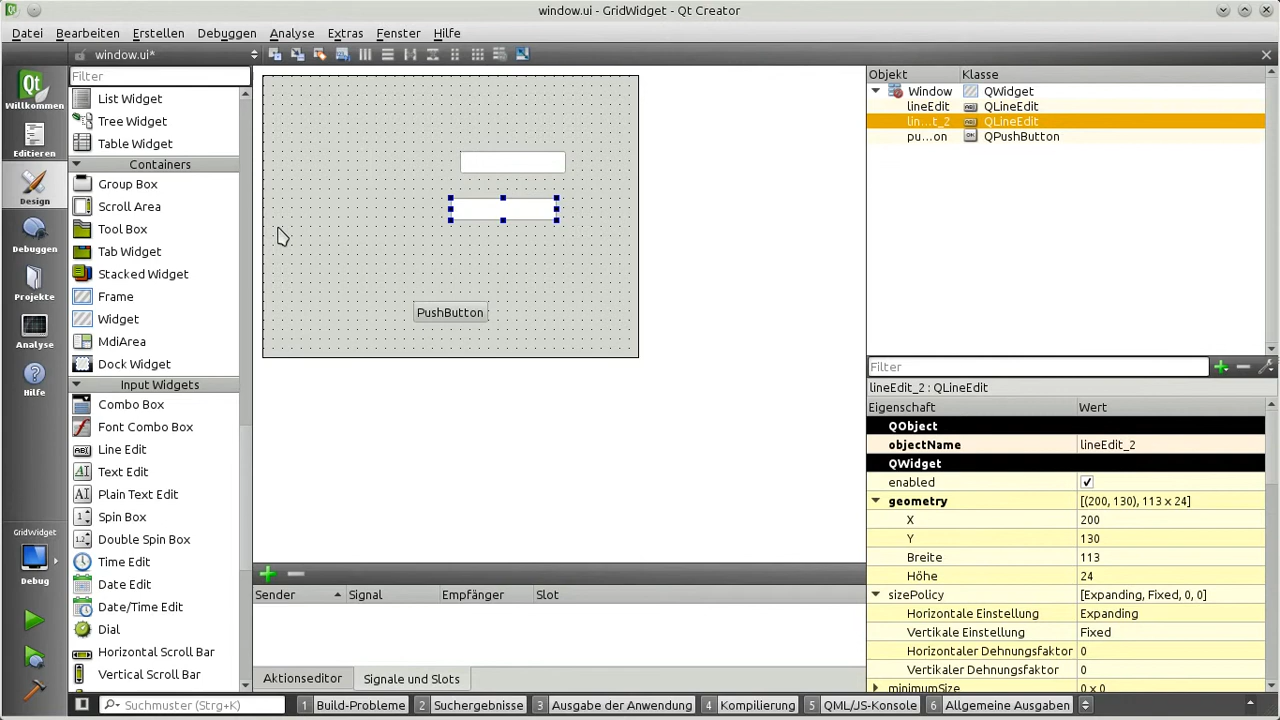 window.ui - GridWidget - Qt Creator
Datei Bearbeiten Erstellen Debuggen Analyse Extras Fenster Hilfe
window.ui*
Willkommen
Editieren
Design
Debuggen
Projekte
Analyse
Hilfe
GridWidget
Debug
Filter
List Widget
Tree Widget
Table Widget
Containers
Group Box
Scroll Area
Tool Box
Tab Widget
Stacked Widget
Frame
Widget
MdiArea
Dock Widget
Input Widgets
Combo Box
Font Combo Box
Line Edit
Text Edit
Plain Text Edit
Spin Box
Double Spin Box
Time Edit
Date Edit
Date/Time Edit
Dial
Horizontal Scroll Bar
Vertical Scroll Bar
PushButton
Sender Signal Empfänger Slot
Aktionseditor Signale und Slots
Objekt Klasse
Window QWidget
lineEdit QLineEdit
lin...t_2 QLineEdit
pu...on QPushButton
Filter
lineEdit_2 : QLineEdit
Eigenschaft Wert
QObject
objectName lineEdit_2
QWidget
enabled
geometry [(200, 130), 113 x 24]
X 200
Y 130
Breite 113
Höhe 24
sizePolicy [Expanding, Fixed, 0, 0]
Horizontale Einstellung Expanding
Vertikale Einstellung Fixed
Horizontaler Dehnungsfaktor 0
Vertikaler Dehnungsfaktor 0
minimumSize 0 x 0
Suchmuster (Strg+K) 1 Build-Probleme 2 Suchergebnisse 3 Ausgabe der Anwendung 4 Kompilierung 5 QML/JS-Konsole 6 Allgemeine Ausgaben